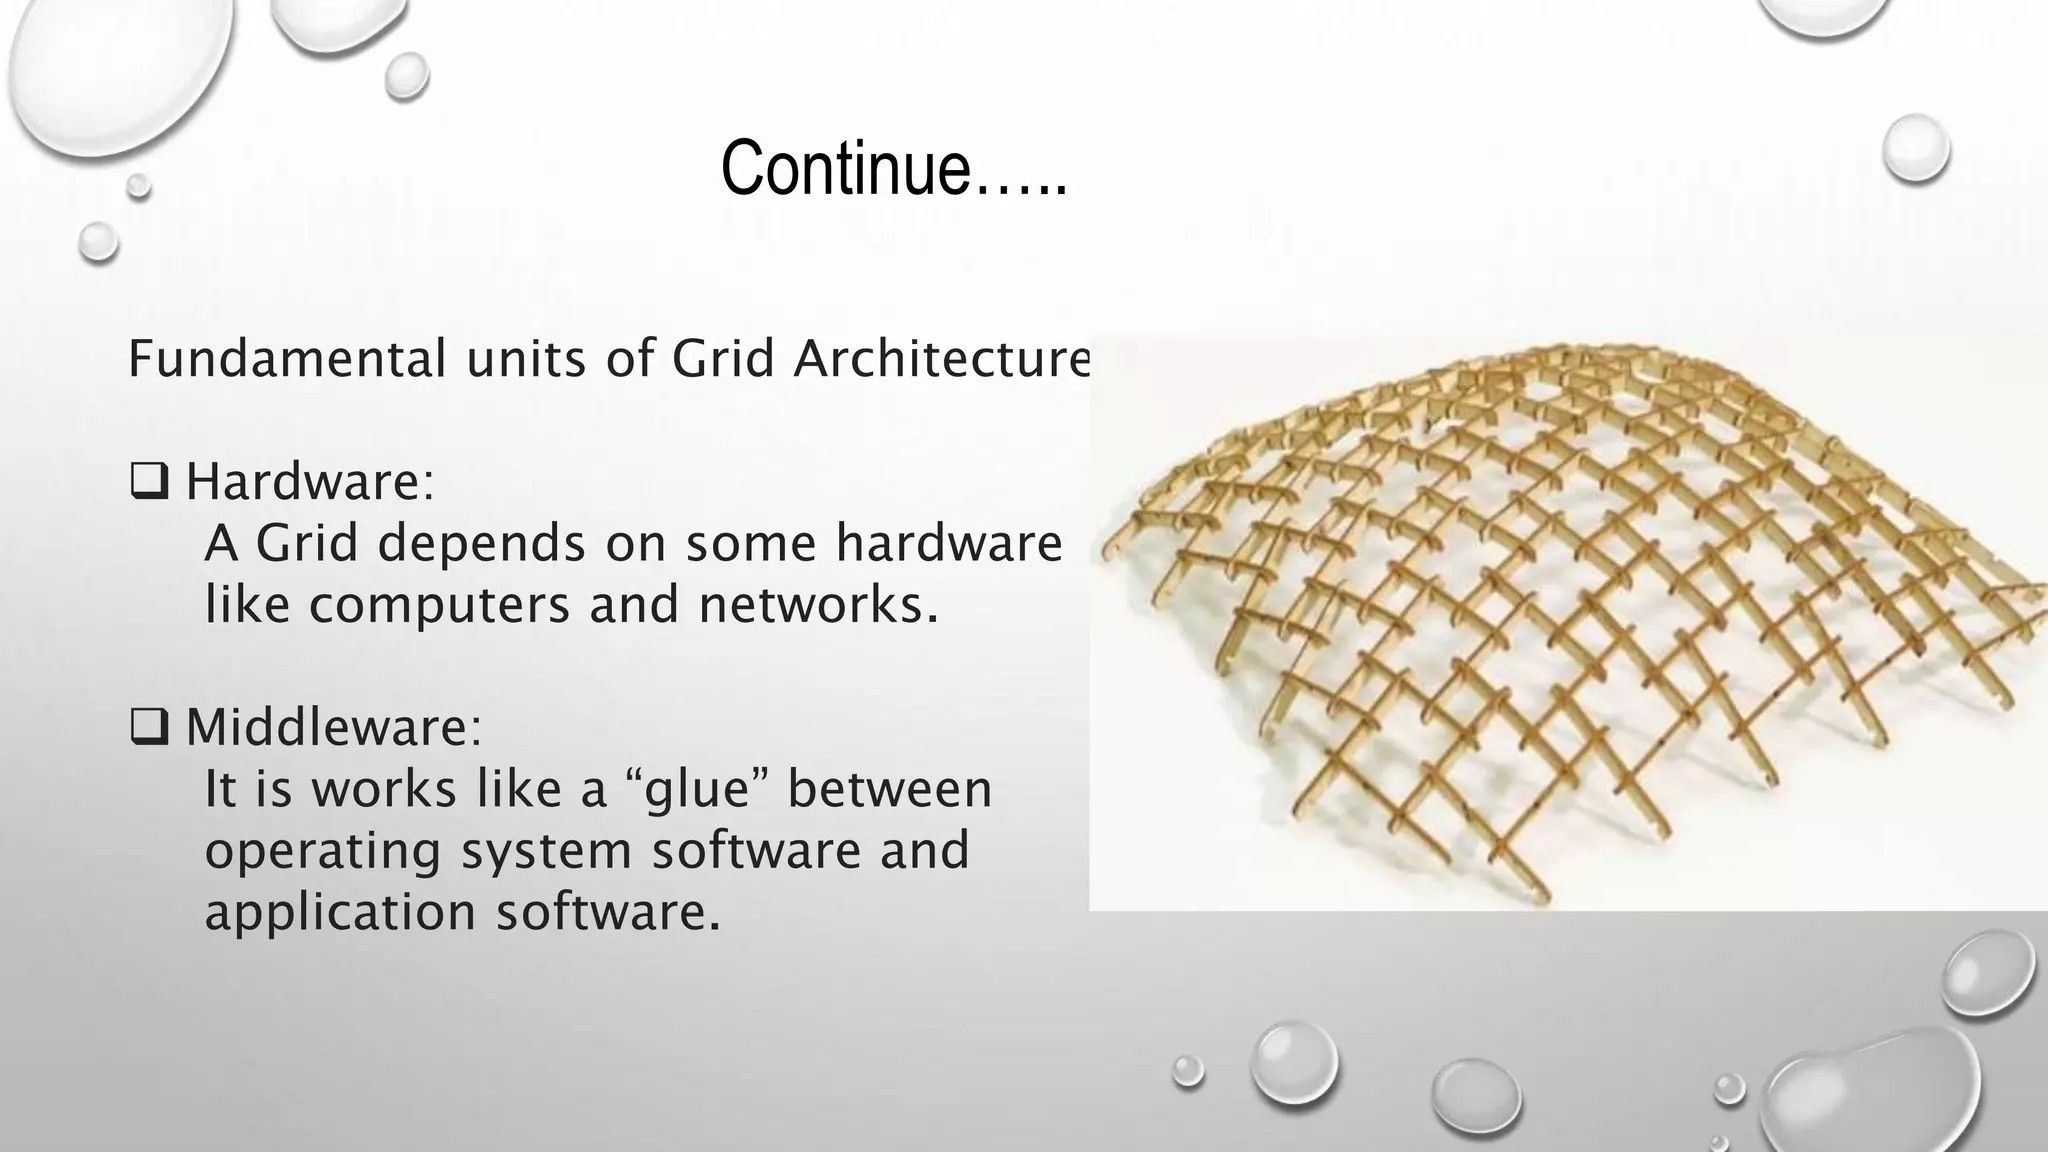 Continue…..
Fundamental units of Grid Architecture
❑ Hardware:
A Grid depends on some hardware
like computers and networks.
❑ Middleware:
It is works like a “glue” between
operating system software and
application software.